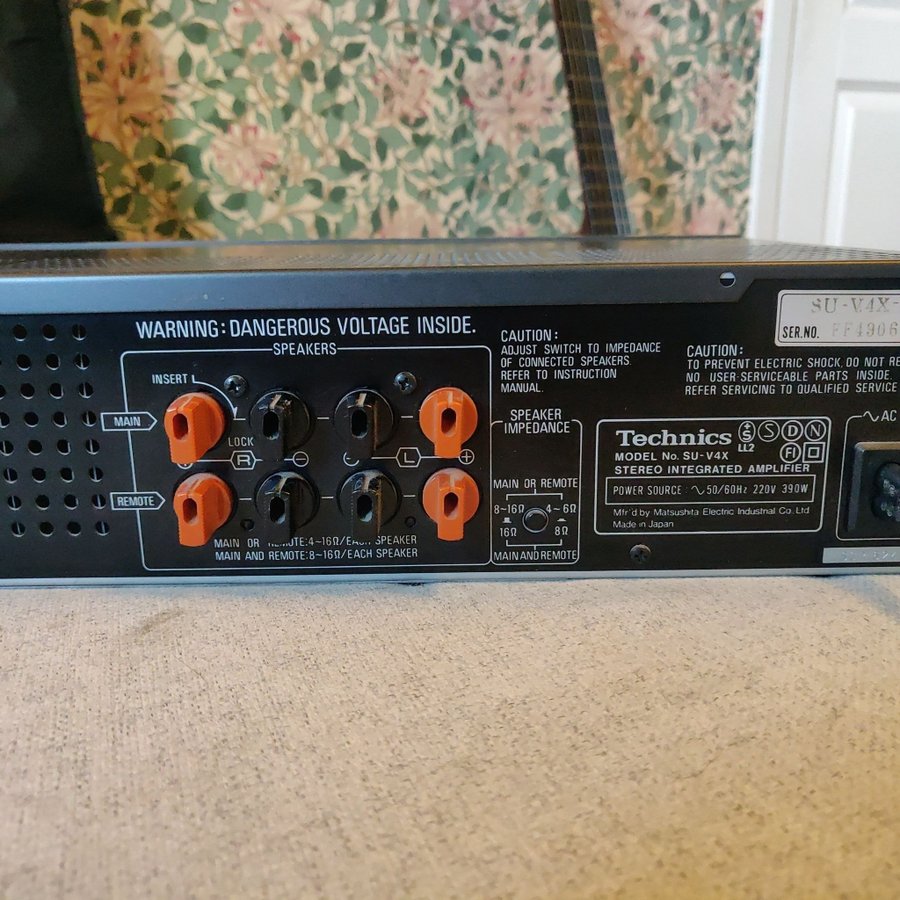 WARNING: DANGEROUS VOLTAGE INSIDE.
SPEAKERS
INSERT
MAIN
LOCK
R
L
REMOTE
MAIN OR REMOTE:4~16Ω/EACH SPEAKER
MAIN AND REMOTE:8~16Ω/EACH SPEAKER
CAUTION:
ADJUST SWITCH TO IMPEDANCE
OF CONNECTED SPEAKERS
REFER TO INSTRUCTION
MANUAL.
SPEAKER
IMPEDANCE
MAIN OR REMOTE
8~16Ω 4~6Ω
16Ω 8Ω
MAIN AND REMOTE
SU-V4X-
SER.NO. FF4906
CAUTION:
TO PREVENT ELECTRIC SHOCK, DO NOT RE
NO USER-SERVICEABLE PARTS INSIDE.
REFER SERVICING TO QUALIFIED SERVICE
Technics
+S LL2 S D N FI
MODEL No. SU-V4X
STEREO INTEGRATED AMPLIFIER
POWER SOURCE : ~50/60Hz 220V 390W
Mfr'd by Matsushita Electric Industrial Co. Ltd
Made in Japan
~AC